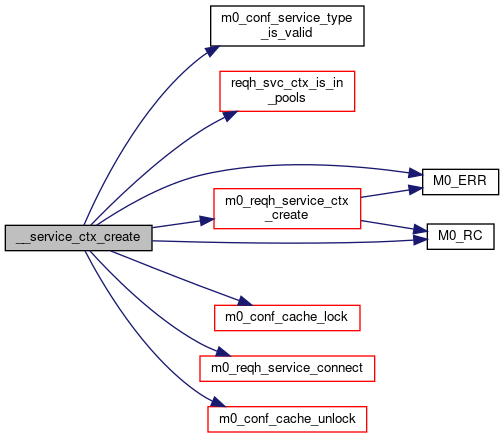 m0_conf_service_type
_is_valid
reqh_svc_ctx_is_in
_pools
M0_ERR
m0_reqh_service_ctx
_create
M0_RC
__service_ctx_create
m0_conf_cache_lock
m0_reqh_service_connect
m0_conf_cache_unlock